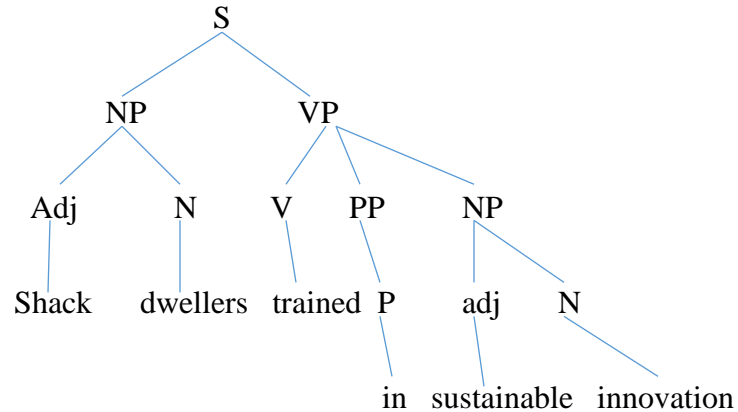 S
NP VP
Adj N V PP NP
Shack dwellers trained P adj N
in sustainable innovation